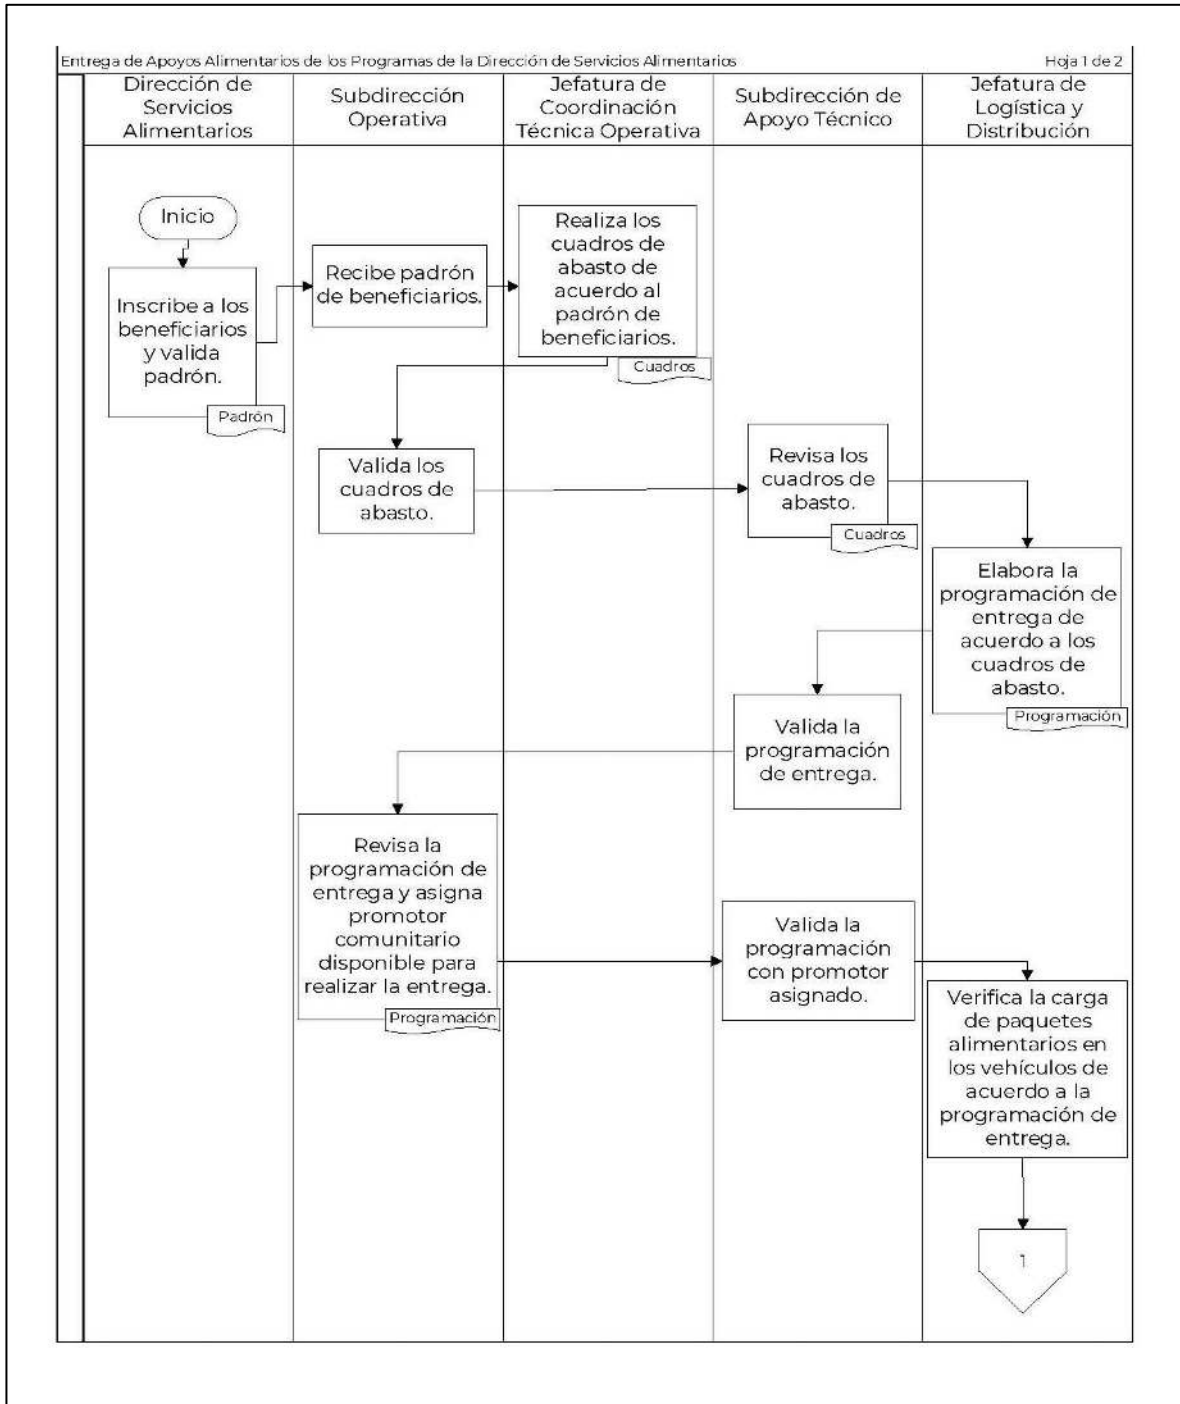 Entrega de Apoyos Alimentarios de los Programas de la Dirección de Servicios Alimentarios
Hoja 1 de 2
Dirección de
Servicios
Alimentarios
Subdirección
Operativa
Jefatura de
Coordinación
Técnica Operativa
Subdirección de
Apoyo Técnico
Jefatura de
Logística y
Distribución
Inicio
Inscribe a los
beneficiarios
y valida
padrón.
Padrón
Recibe padrón
de beneficiarios.
Realiza los
cuadros de
abasto de
acuerdo al
padrón de
beneficiarios.
Cuadros
Valida los
cuadros de
abasto.
Revisa los
cuadros de
abasto.
Cuadros
Elabora la
programación de
entrega de
acuerdo a los
cuadros de
abasto.
Programación
Valida la
programación
de entrega.
Revisa la
programación de
entrega y asigna
promotor
comunitario
disponible para
realizar la entrega.
Programación
Valida la
programación
con promotor
asignado.
Verifica la carga
de paquetes
alimentarios en
los vehículos de
acuerdo a la
programación de
entrega.
1